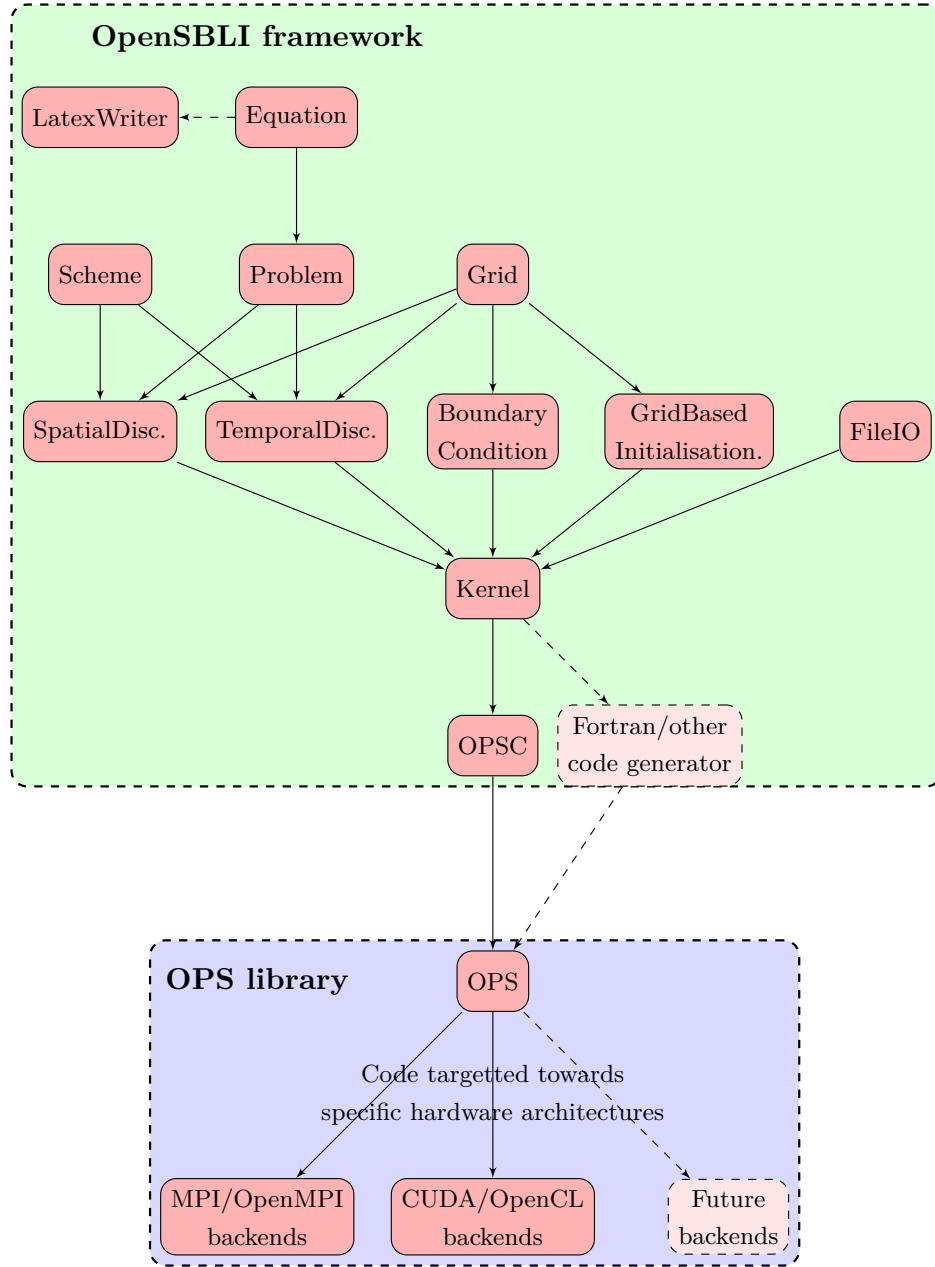 OpenSBLI framework
LatexWriter
Equation
Scheme
Problem
Grid
SpatialDisc.
TemporalDisc.
Boundary
Condition
GridBased
Initialisation.
FileIO
Kernel
OPSC
Fortran/other
code generator
OPS library
OPS
Code targetted towards
specific hardware architectures
MPI/OpenMPI
backends
CUDA/OpenCL
backends
Future
backends